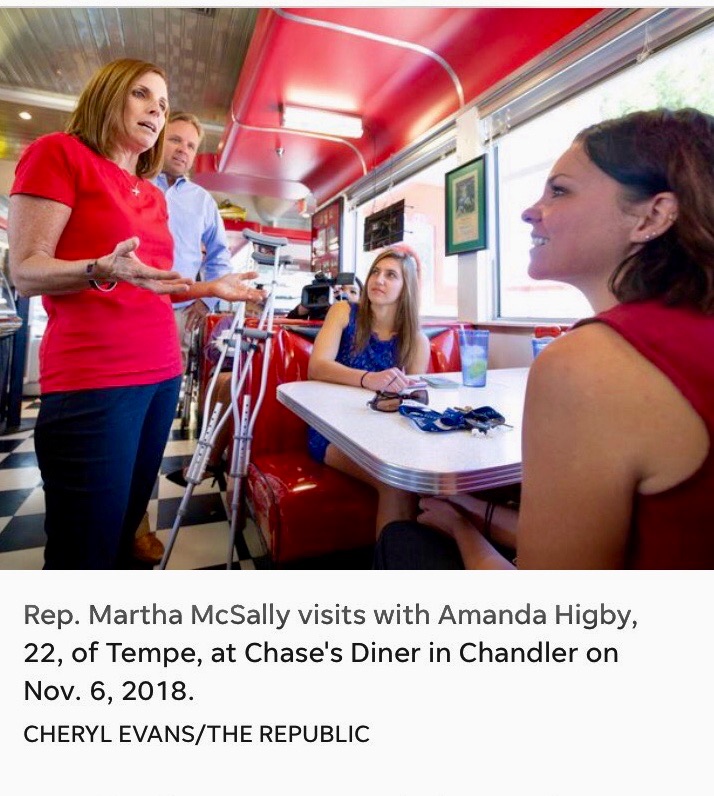 Rep. Martha McSally visits with Amanda Higby,
22, of Tempe, at Chase's Diner in Chandler on
Nov. 6, 2018.
CHERYL EVANS/THE REPUBLIC